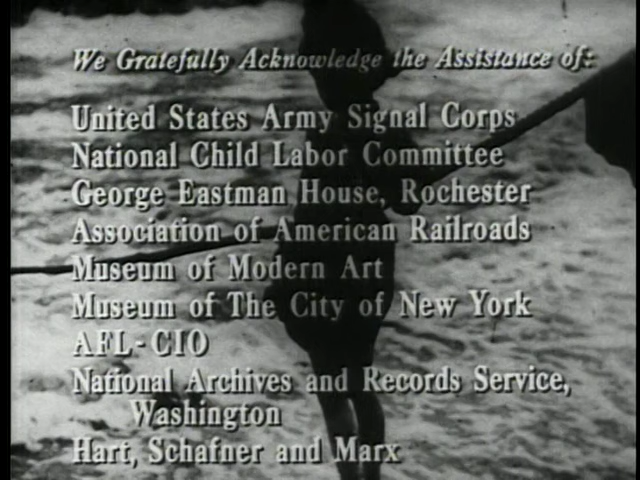 We Gratefully Acknowledge the Assistance of:
United States Army Signal Corps
National Child Labor Committee
George Eastman House, Rochester
Association of American Railroads
Museum of Modern Art
Museum of The City of New York
AFL-CIO
National Archives and Records Service,
Washington
Hart, Schafner and Marx